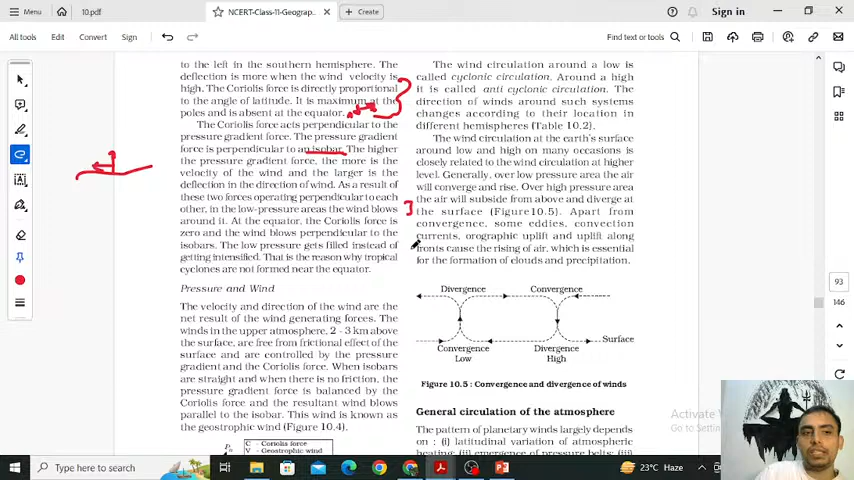 Menu
10.pdf
NCERT-Class-11-Geograp...
Create
Sign in
All tools
Edit
Convert
Sign
Find text or tools
to the left in the southern hemisphere. The
deflection is more when the wind velocity is
high. The Coriolis force is directly proportional
to the angle of latitude. It is maximum at the
poles and is absent at the equator.
The Coriolis force acts perpendicular to the
pressure gradient force. The pressure gradient
force is perpendicular to an isobar. The higher
the pressure gradient force, the more is the
velocity of the wind and the larger is the
deflection in the direction of wind. As a result of
these two forces operating perpendicular to each
other, in the low-pressure areas the wind blows
around it. At the equator, the Coriolis force is
zero and the wind blows perpendicular to the
isobars. The low pressure gets filled instead of
getting intensified. That is the reason why tropical
cyclones are not formed near the equator.
Pressure and Wind
The velocity and direction of the wind are the
net result of the wind generating forces. The
winds in the upper atmosphere, 2 - 3 km above
the surface, are free from frictional effect of the
surface and are controlled by the pressure
gradient and the Coriolis force. When isobars
are straight and when there is no friction, the
pressure gradient force is balanced by the
Coriolis force and the resultant wind blows
parallel to the isobar. This wind is known as
the geostrophic wind (Figure 10.4).
C - Coriolis force
V - Geostrophic wind
The wind circulation around a low is
called cyclonic circulation. Around a high
it is called anti cyclonic circulation. The
direction of winds around such systems
changes according to their location in
different hemispheres (Table 10.2).
The wind circulation at the earth's surface
around low and high on many occasions is
closely related to the wind circulation at higher
level. Generally, over low pressure area the air
will converge and rise. Over high pressure area
the air will subside from above and diverge at
the surface (Figure10.5). Apart from
convergence, some eddies, convection
currents, orographic uplift and uplift along
fronts cause the rising of air, which is essential
for the formation of clouds and precipitation.
Divergence
Convergence
Surface
Convergence
Low
Divergence
High
Figure 10.5 : Convergence and divergence of winds
General circulation of the atmosphere
The pattern of planetary winds largely depends
on : (i) latitudinal variation of atmospheric
heating; (ii) emergence of pressure belts; (iii)
93
146
Activate
Go to Setting
Type here to search
23°C Haze